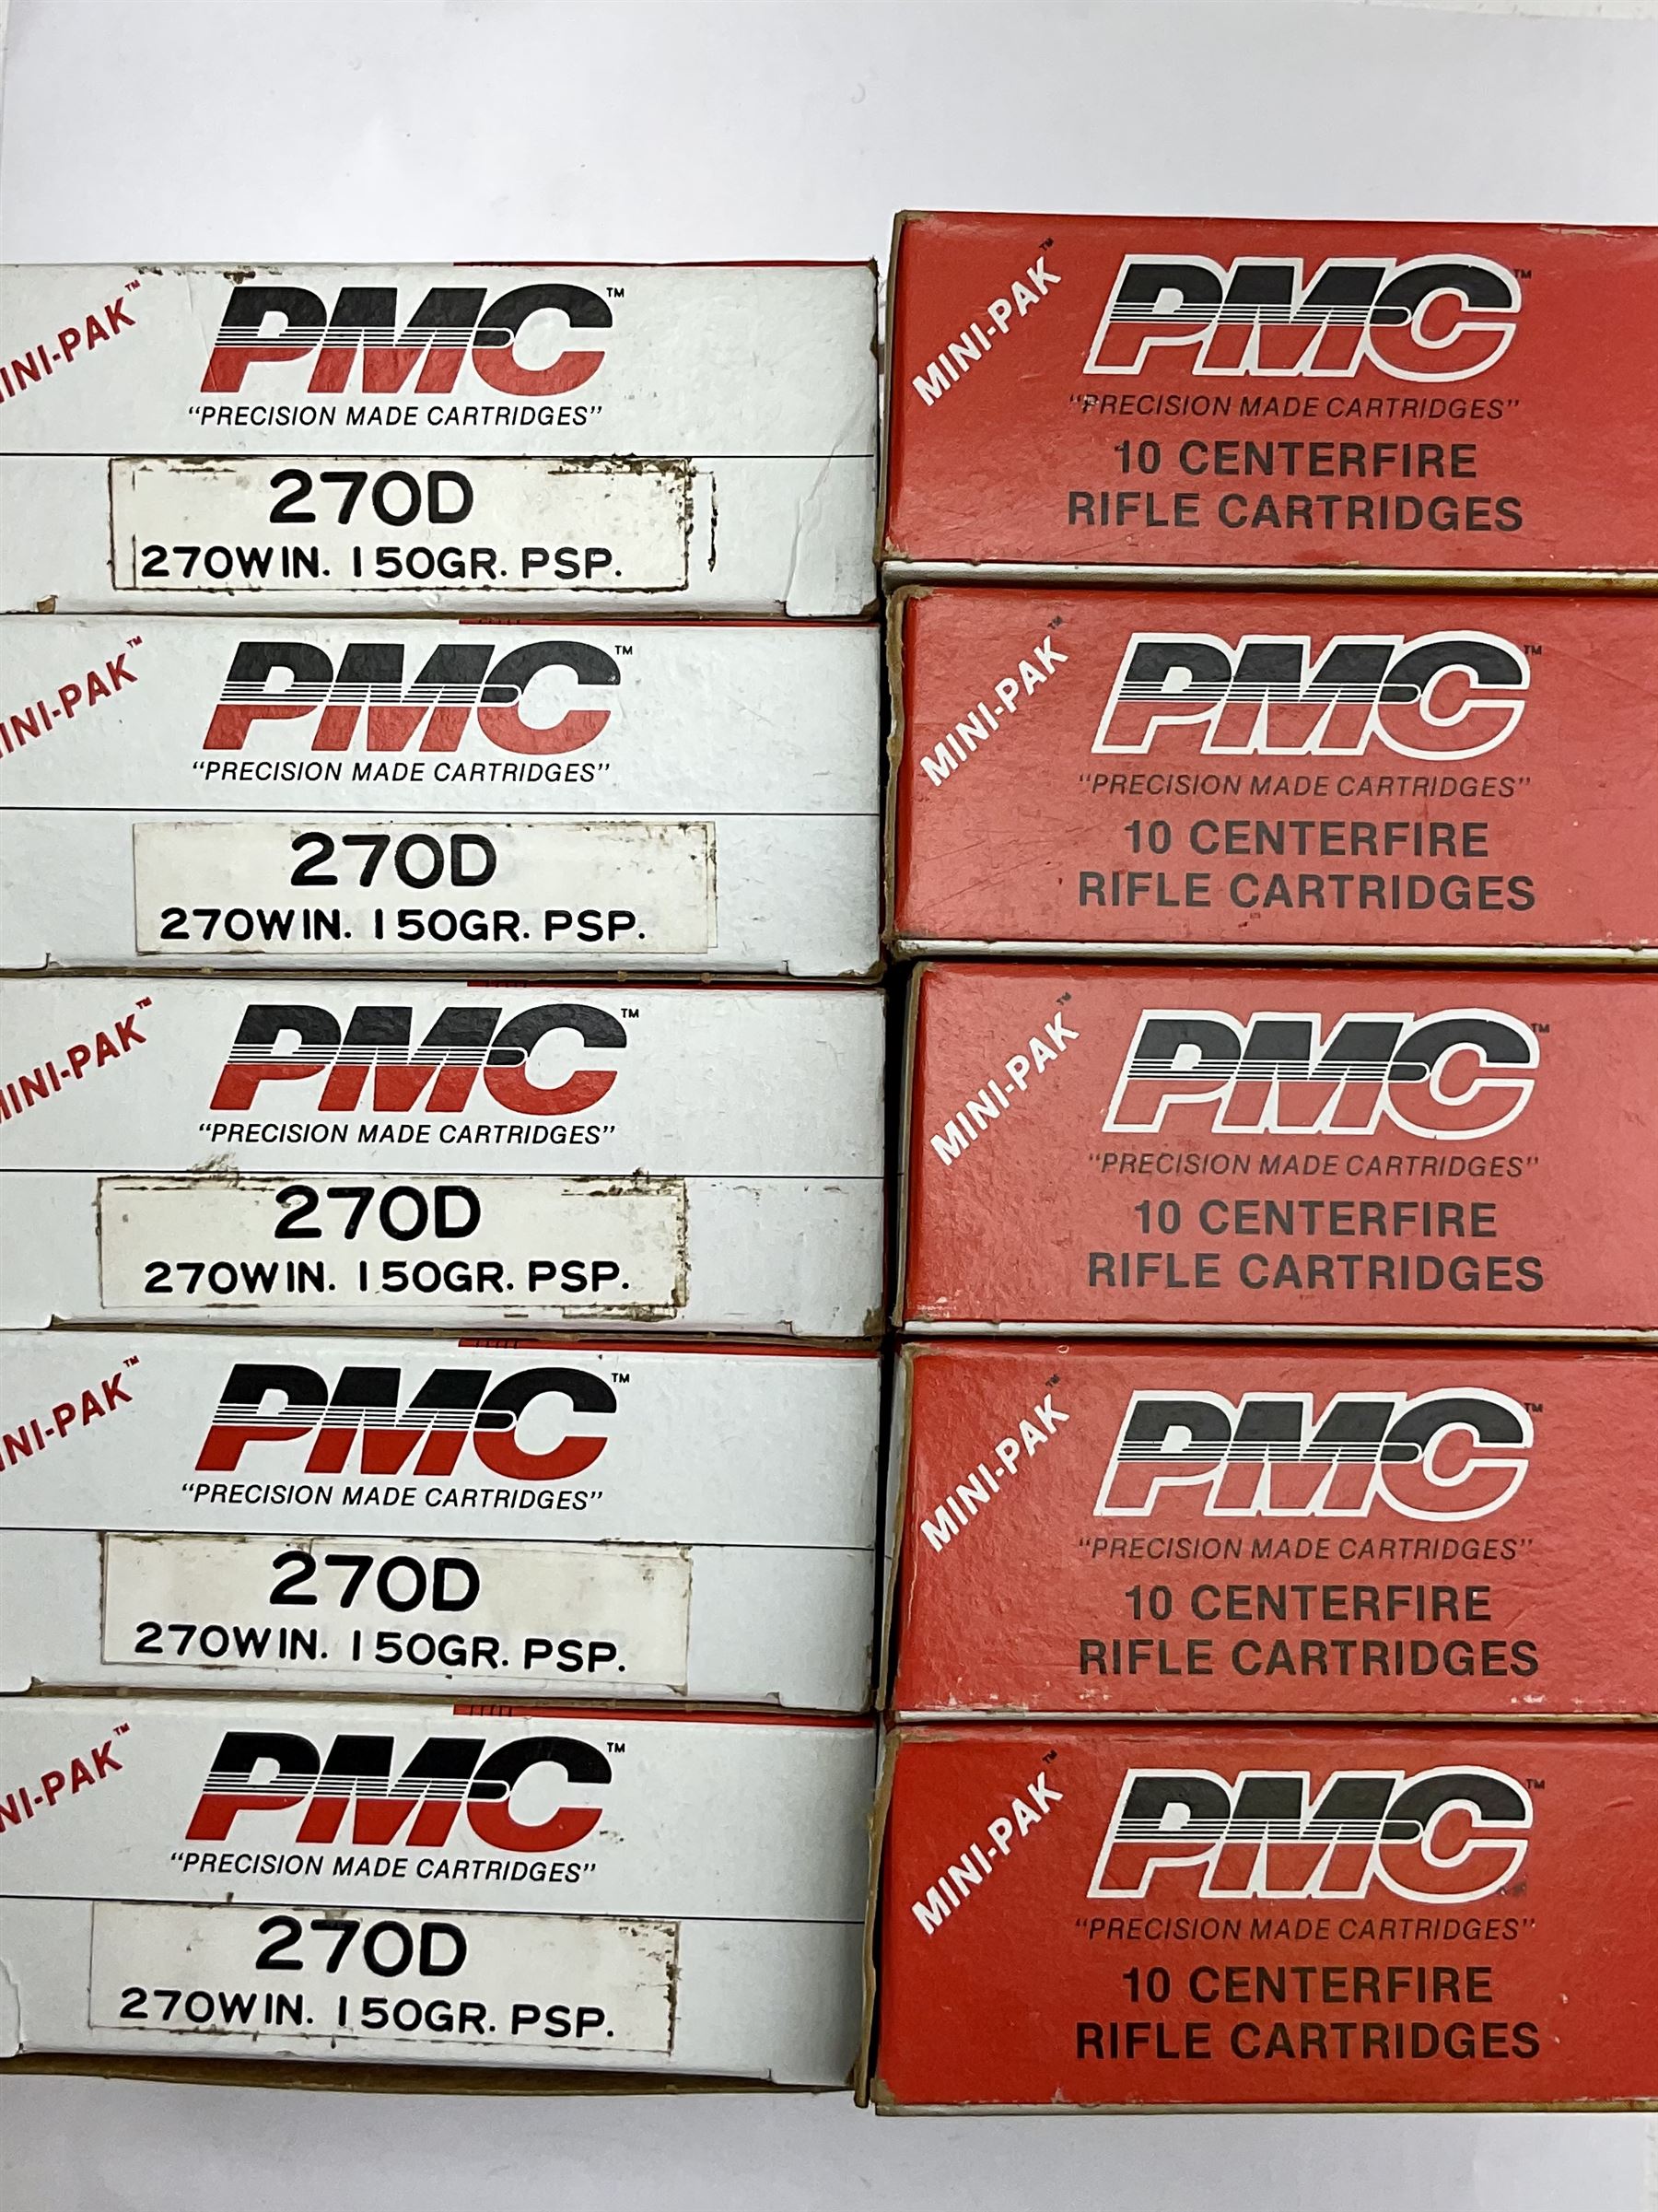 MINI-PAK™
PMC™
"PRECISION MADE CARTRIDGES"
270D
270WIN. 150GR. PSP.
MINI-PAK™
PMC™
"PRECISION MADE CARTRIDGES"
270D
270WIN. 150GR. PSP.
MINI-PAK™
PMC™
"PRECISION MADE CARTRIDGES"
270D
270WIN. 150GR. PSP.
INI-PAK™
PMC™
"PRECISION MADE CARTRIDGES"
270D
270WIN. 150GR. PSP.
NI-PAK™
PMC™
"PRECISION MADE CARTRIDGES"
270D
270WIN. 150GR. PSP.
MINI-PAK™
PMC™
"PRECISION MADE CARTRIDGES"
10 CENTERFIRE
RIFLE CARTRIDGES
MINI-PAK™
PMC™
"PRECISION MADE CARTRIDGES"
10 CENTERFIRE
RIFLE CARTRIDGES
MINI-PAK™
PMC™
"PRECISION MADE CARTRIDGES"
10 CENTERFIRE
RIFLE CARTRIDGES
MINI-PAK™
PMC™
"PRECISION MADE CARTRIDGES"
10 CENTERFIRE
RIFLE CARTRIDGES
MINI-PAK™
PMC™
"PRECISION MADE CARTRIDGES"
10 CENTERFIRE
RIFLE CARTRIDGES